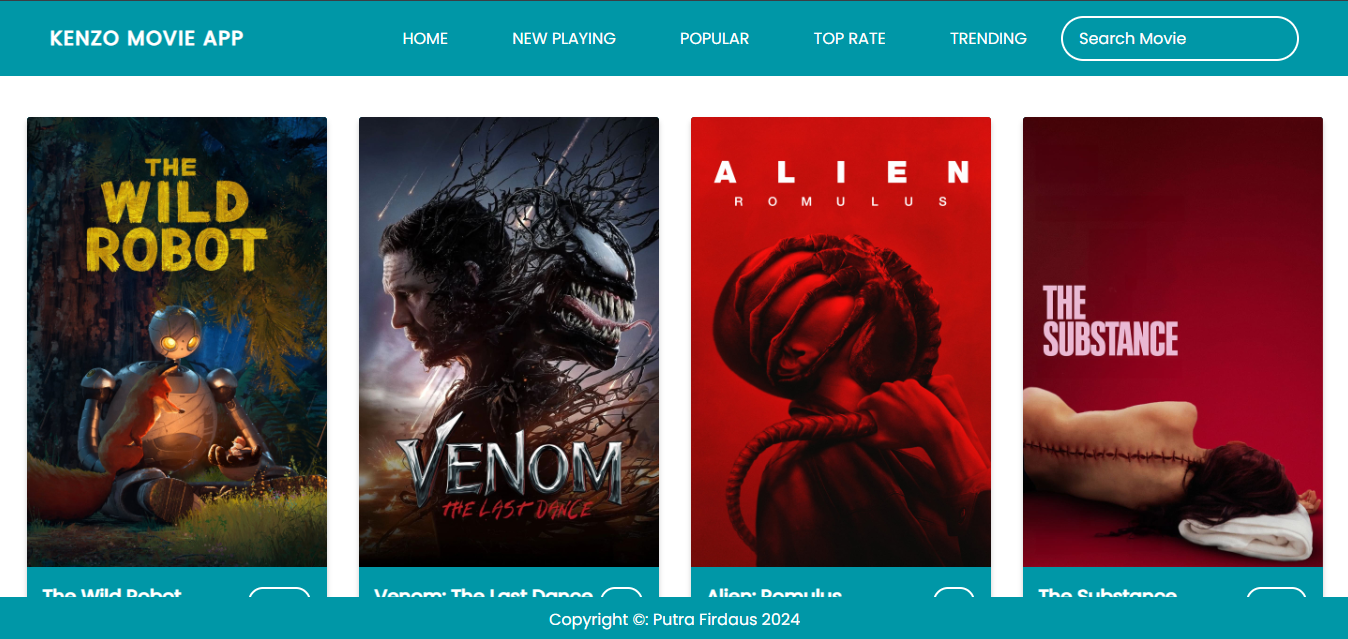 KENZO MOVIE APP HOME NEW PLAYING POPULAR TOP RATE TRENDING Search Movie
THE
WILD
ROBOT
VENOM
THE LAST DANCE
ALIEN
ROMULUS
THE
SUBSTANCE
The Wild Robot
Venom: The Last Dance
Alien: Romulus
The Substance
Copyright ©: Putra Firdaus 2024